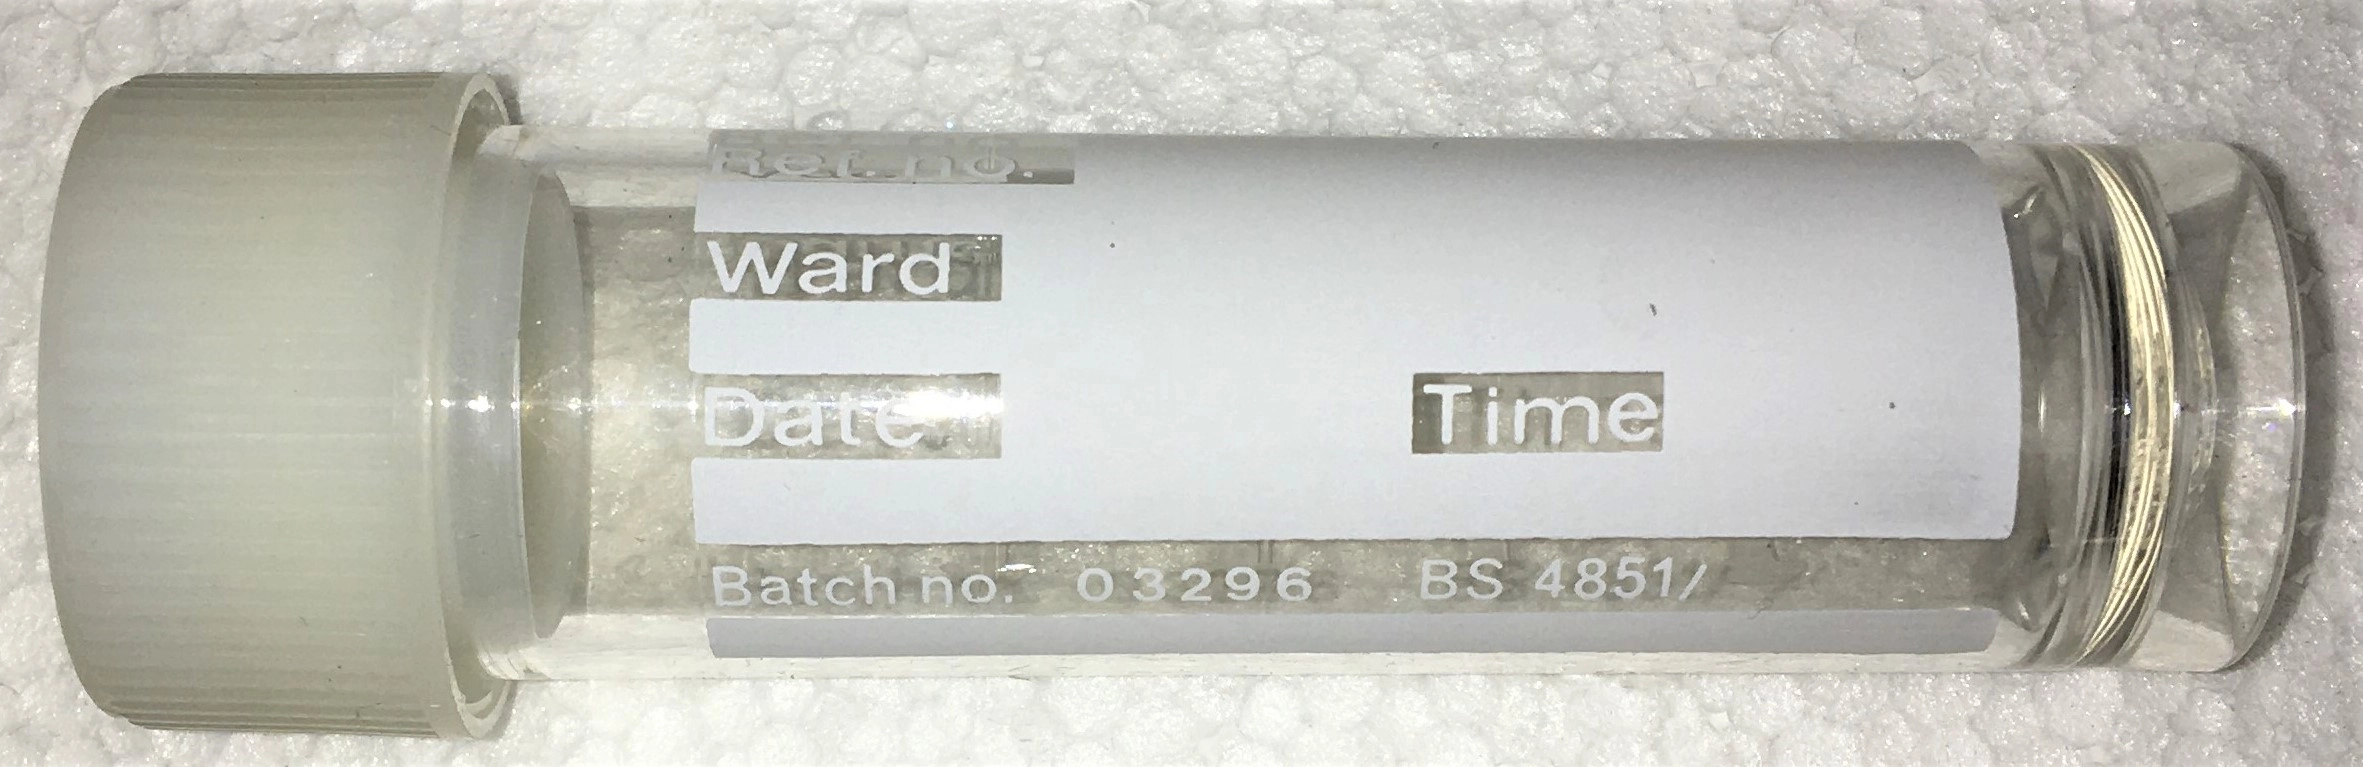 Ref. no.
Ward
Date Time
Batch no. 03296 BS 4851/